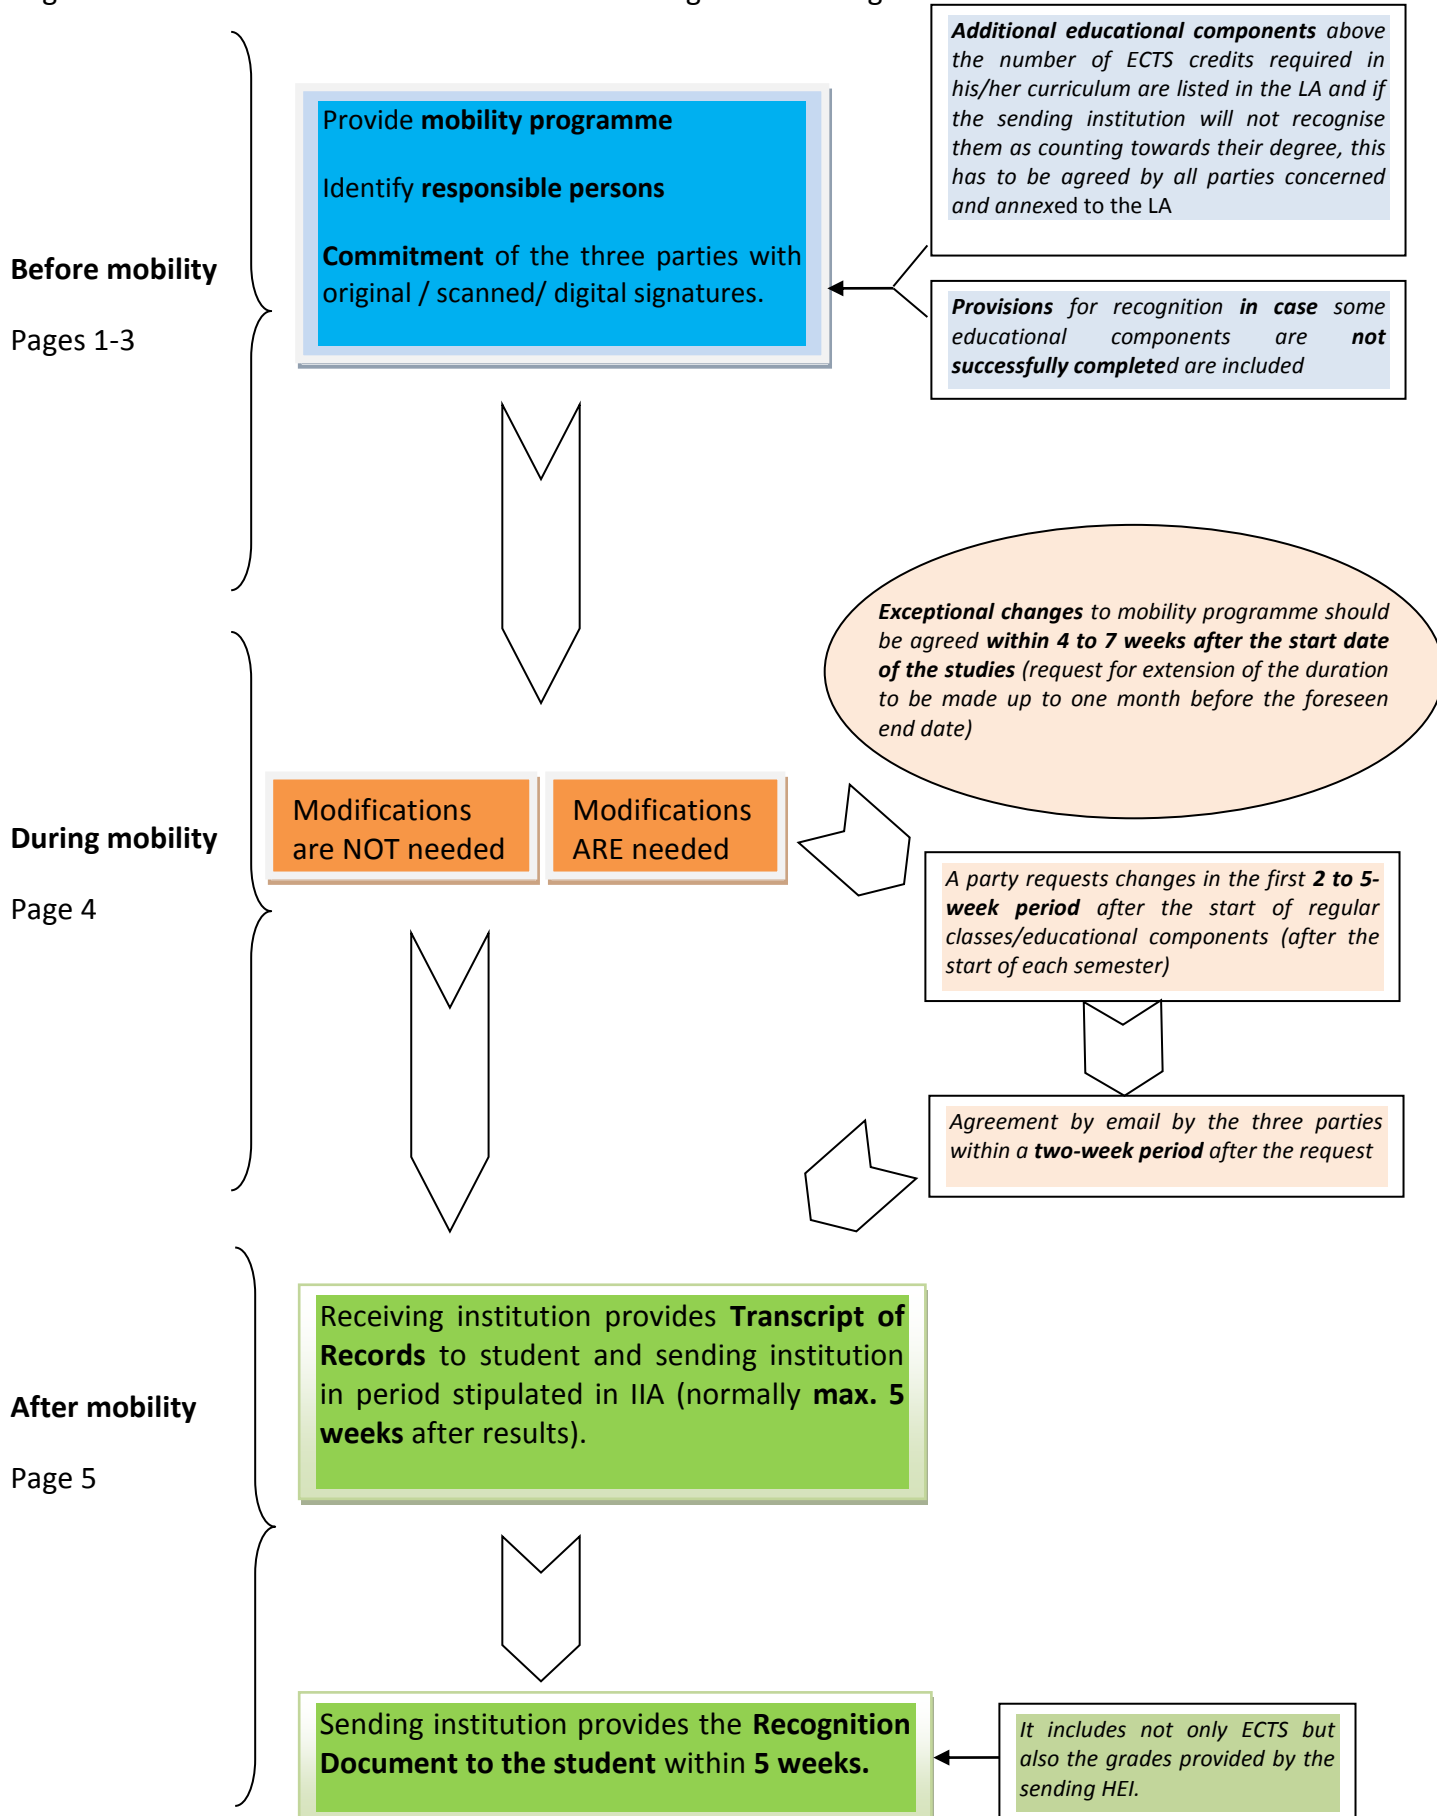 Additional educational components above
the number of ECTS credits required in
his/her curriculum are listed in the LA and if
the sending institution will not recognise
them as counting towards their degree, this
has to be agreed by all parties concerned
and annexed to the LA
Provide mobility programme
Identify responsible persons
Commitment of the three parties with
original / scanned/ digital signatures.
Before mobility
Pages 1-3
Provisions for recognition in case some
educational components are not
successfully completed are included
Exceptional changes to mobility programme should
be agreed within 4 to 7 weeks after the start date
of the studies (request for extension of the duration
to be made up to one month before the foreseen
end date)
During mobility
Page 4
Modifications
are NOT needed
Modifications
ARE needed
A party requests changes in the first 2 to 5-
week period after the start of regular
classes/educational components (after the
start of each semester)
Agreement by email by the three parties
within a two-week period after the request
After mobility
Page 5
Receiving institution provides Transcript of
Records to student and sending institution
in period stipulated in IIA (normally max. 5
weeks after results).
Sending institution provides the Recognition
Document to the student within 5 weeks.
It includes not only ECTS but
also the grades provided by the
sending HEI.